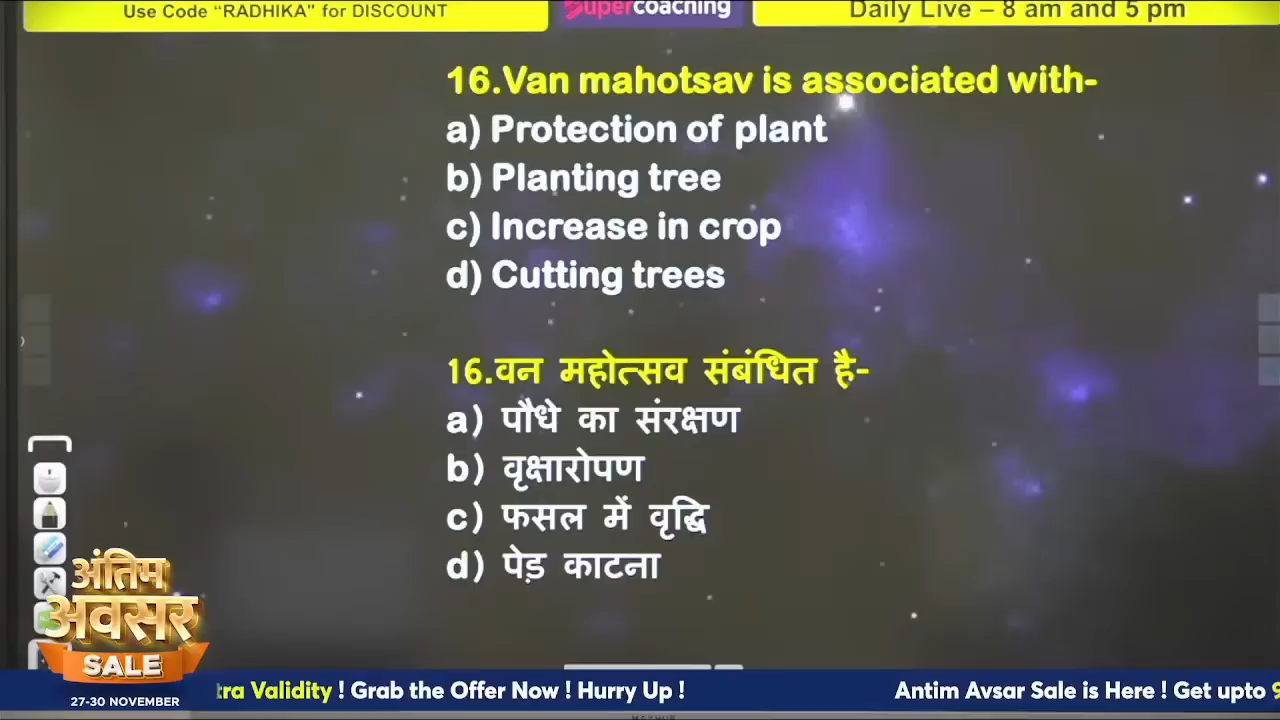 Use Code “RADHIKA” for DISCOUNT
Supercoaching
Daily Live – 8 am and 5 pm
16.Van mahotsav is associated with-
a) Protection of plant
b) Planting tree
c) Increase in crop
d) Cutting trees
16.वन महोत्सव संबंधित है-
a) पौधे का संरक्षण
b) वृक्षारोपण
c) फसल में वृद्धि
d) पेड़ काटना
अंतिम
अवसर
SALE
27-30 NOVEMBER
tra Validity ! Grab the Offer Now ! Hurry Up !
Antim Avsar Sale is Here ! Get upto 9